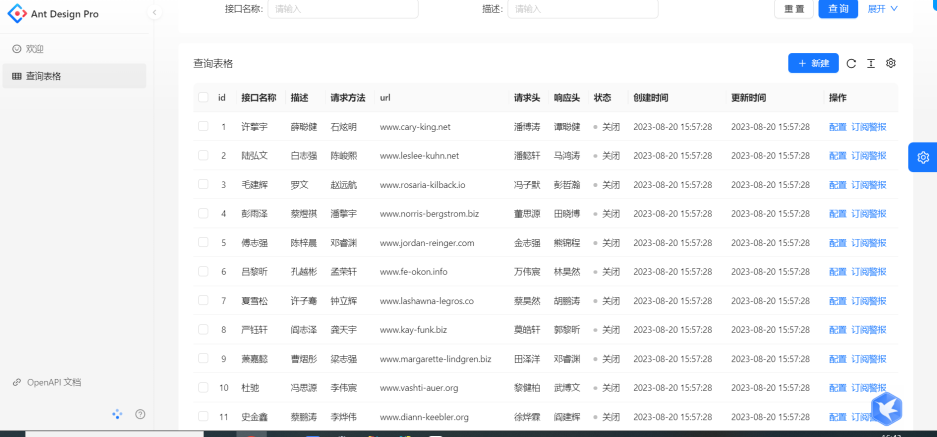 Ant Design Pro
接口名称: 请输入 描述: 请输入 重 置 查 询 展开
欢迎
查询表格
查询表格 + 新建
id 接口名称 描述 请求方法 url 请求头 响应头 状态 创建时间 更新时间 操作
1 许擎宇 薛聪健 石炫明 www.cary-king.net 潘博涛 谭聪健 关闭 2023-08-20 15:57:28 2023-08-20 15:57:28 配置 订阅警报
2 陆弘文 白志强 陈峻熙 www.leslee-kuhn.net 潘懿轩 马鸿涛 关闭 2023-08-20 15:57:28 2023-08-20 15:57:28 配置 订阅警报
3 毛建辉 罗文 赵远航 www.rosaria-kilback.io 冯子默 彭哲瀚 关闭 2023-08-20 15:57:28 2023-08-20 15:57:28 配置 订阅警报
4 彭雨泽 蔡煜祺 潘擎宇 www.norris-bergstrom.biz 董思源 田晓博 关闭 2023-08-20 15:57:28 2023-08-20 15:57:28 配置 订阅警报
5 傅志强 陈梓晨 邓睿渊 www.jordan-reinger.com 金志强 熊锦程 关闭 2023-08-20 15:57:28 2023-08-20 15:57:28 配置 订阅警报
6 吕黎昕 孔越彬 孟荣轩 www.fe-okon.info 万伟宸 林昊然 关闭 2023-08-20 15:57:28 2023-08-20 15:57:28 配置 订阅警报
7 夏雪松 许子骞 钟立辉 www.lashawna-legros.co 蔡昊然 胡鹏涛 关闭 2023-08-20 15:57:28 2023-08-20 15:57:28 配置 订阅警报
8 严钰轩 阎志泽 龚天宇 www.kay-funk.biz 莫皓轩 郭黎昕 关闭 2023-08-20 15:57:28 2023-08-20 15:57:28 配置 订阅警报
9 萧嘉懿 曹熠彤 梁志强 www.margarette-lindgren.biz 田泽洋 邓睿渊 关闭 2023-08-20 15:57:28 2023-08-20 15:57:28 配置 订阅警报
10 杜驰 冯思源 李伟宸 www.vashti-auer.org 黎健柏 武博文 关闭 2023-08-20 15:57:28 2023-08-20 15:57:28 配置 订阅警报
11 史金鑫 蔡鹏涛 李烨伟 www.diann-keebler.org 徐烨霖 阎建辉 关闭 2023-08-20 15:57:28 2023-08-20 15:57:28 配置 订阅
OpenAPI 文档